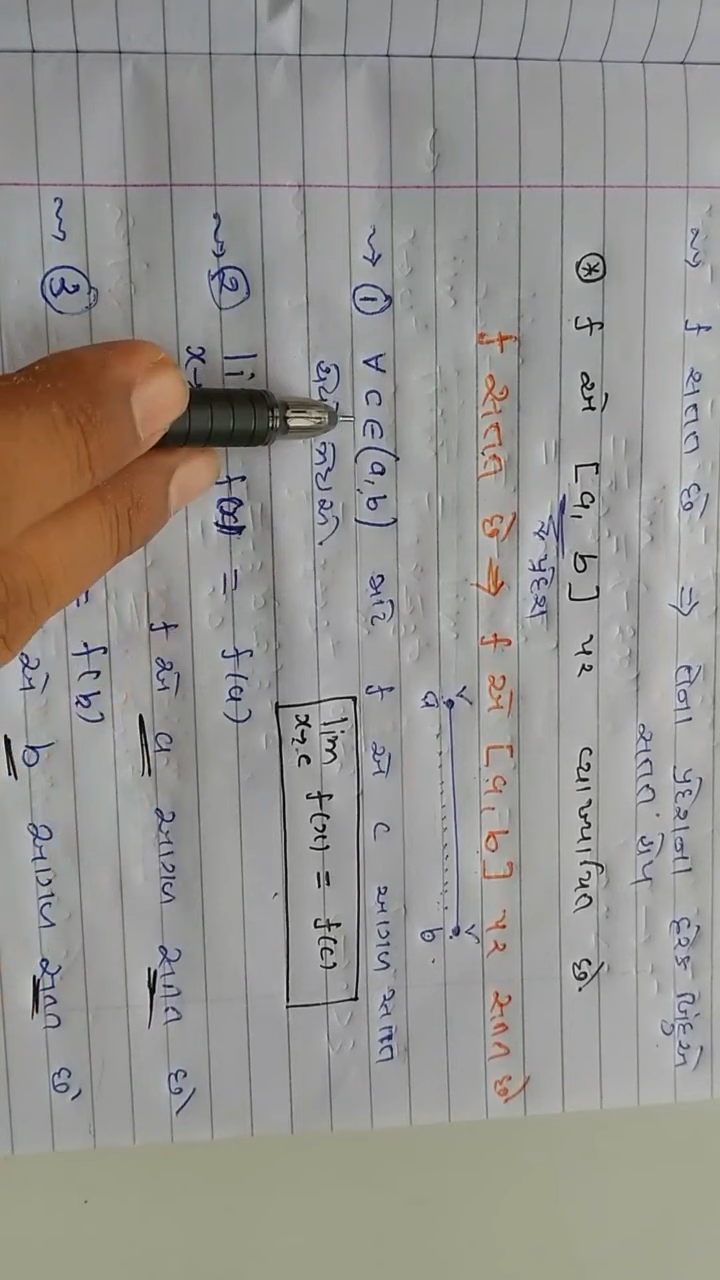 f સતત છે ⇒ તેના પ્રદેશના દરેક બિંદુએ
સતત હોય
⊛ f એ [a, b] પર વ્યાખ્યાયિત છે.
પ્રદેશ
f સતત છે ⇒ f એ [a, b] પર સતત છે
a b
① ∀ c ∈ (a, b) માટે f એ c આગળ સતત
lim f(x) = f(c)
x→c
② f(x) = f(a)
x→
f એ a આગળ સતત છે
③ = f(b)
એ b આગળ સતત છે